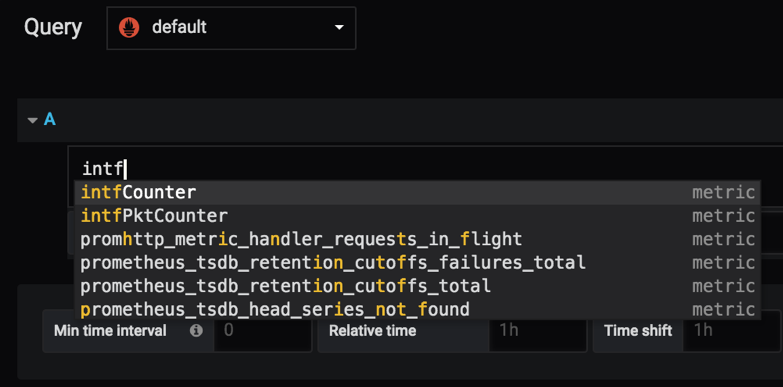 Query default
A
intf
intfCounter metric
intfPktCounter metric
promhttp_metric_handler_requests_in_flight metric
prometheus_tsdb_retention_cutoffs_failures_total metric
prometheus_tsdb_retention_cutoffs_total metric
prometheus_tsdb_head_series_not_found metric
Min time interval 0 Relative time 1h Time shift 1h